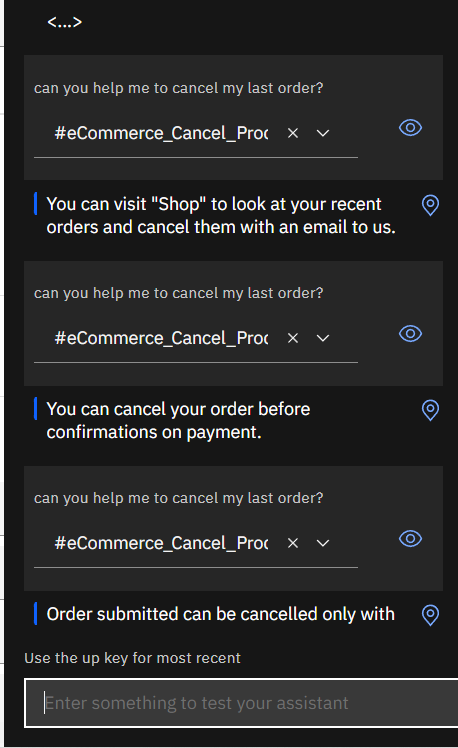 <...>
can you help me to cancel my last order?
#eCommerce_Cancel_Proc
You can visit "Shop" to look at your recent
orders and cancel them with an email to us.
can you help me to cancel my last order?
#eCommerce_Cancel_Proc
You can cancel your order before
confirmations on payment.
can you help me to cancel my last order?
#eCommerce_Cancel_Proc
Order submitted can be cancelled only with
Use the up key for most recent
Enter something to test your assistant